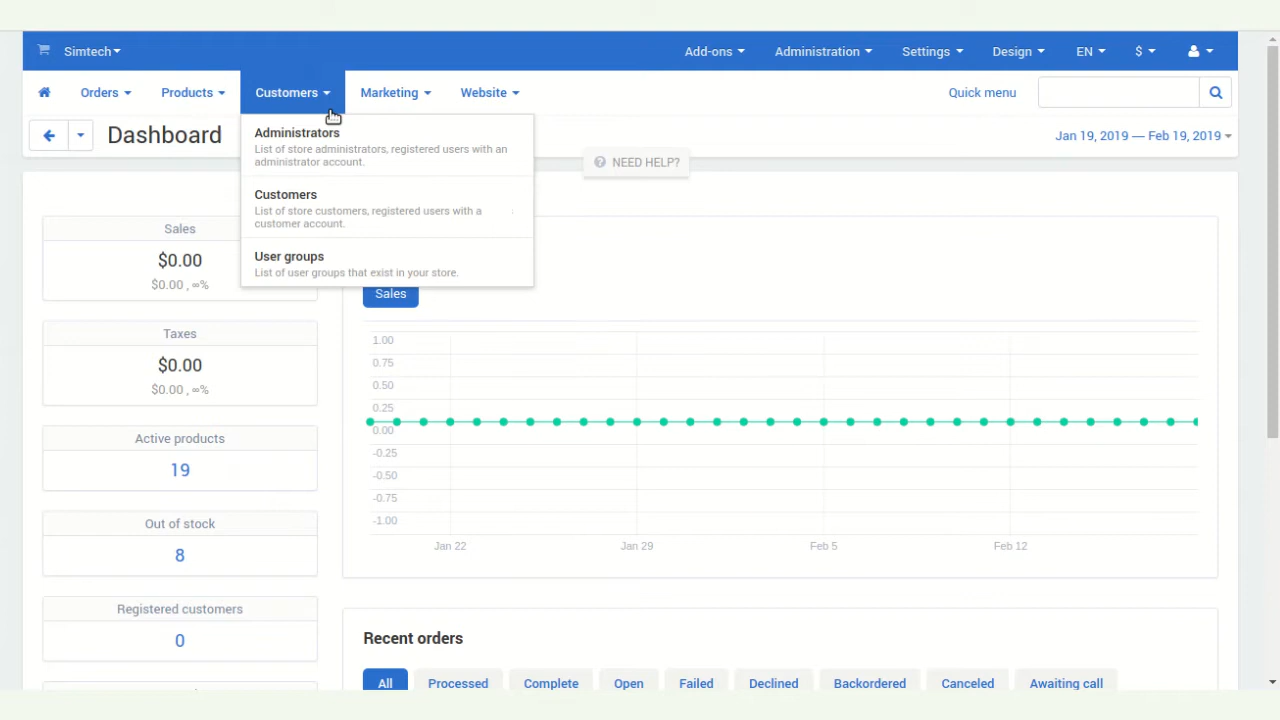 Simtech
Add-ons
Administration
Settings
Design
EN
$
Orders
Products
Customers
Marketing
Website
Quick menu
Dashboard
Jan 19, 2019 — Feb 19, 2019
Administrators
List of store administrators, registered users with an
administrator account.
Customers
List of store customers, registered users with a
customer account.
User groups
List of user groups that exist in your store.
NEED HELP?
Sales
$0.00
$0.00 , ∞%
Taxes
$0.00
$0.00 , ∞%
Active products
19
Out of stock
8
Registered customers
0
Sales
1.00
0.75
0.50
0.25
0.00
-0.25
-0.50
-0.75
-1.00
Jan 22
Jan 29
Feb 5
Feb 12
Recent orders
All
Processed
Complete
Open
Failed
Declined
Backordered
Canceled
Awaiting call